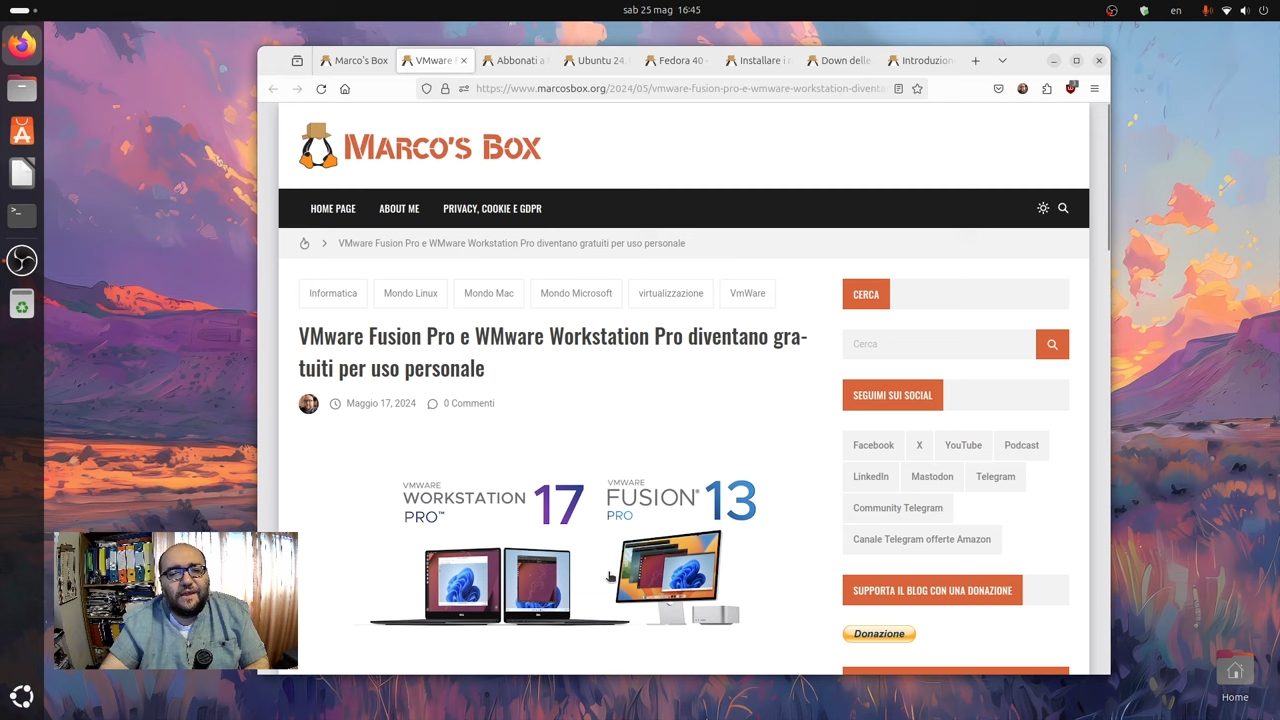 sab 25 mag 16:45
en
Marco's Box
VMware F
Abbonati a
Ubuntu 24.
Fedora 40
Installare i
Down delle
Introduzion
https://www.marcosbox.org/2024/05/vmware-fusion-pro-e-wmware-workstation-diventa
MARCO'S BOX
HOME PAGE
ABOUT ME
PRIVACY, COOKIE E GDPR
VMware Fusion Pro e WMware Workstation Pro diventano gratuiti per uso personale
Informatica
Mondo Linux
Mondo Mac
Mondo Microsoft
virtualizzazione
VmWare
VMware Fusion Pro e WMware Workstation Pro diventano gra-
tuiti per uso personale
Maggio 17, 2024
0 Commenti
VMWARE
WORKSTATION 17
PRO™
VMWARE
FUSION® 13
PRO
CERCA
Cerca
SEGUIMI SUI SOCIAL
Facebook
X
YouTube
Podcast
LinkedIn
Mastodon
Telegram
Community Telegram
Canale Telegram offerte Amazon
SUPPORTA IL BLOG CON UNA DONAZIONE
Donazione
Home